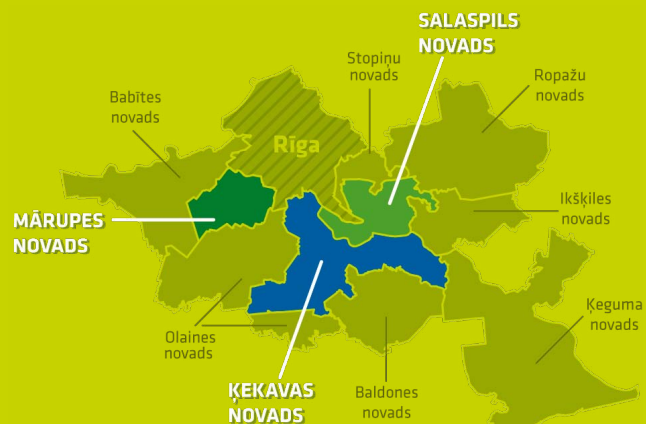 SALASPILS
NOVADS
Stopiņu
novads
Ropažu
novads
Babītes
novads
Rīga
Ikšķiles
novads
MĀRUPES
NOVADS
Ķeguma
novads
Olaines
novads
ĶEKAVAS
NOVADS
Baldones
novads